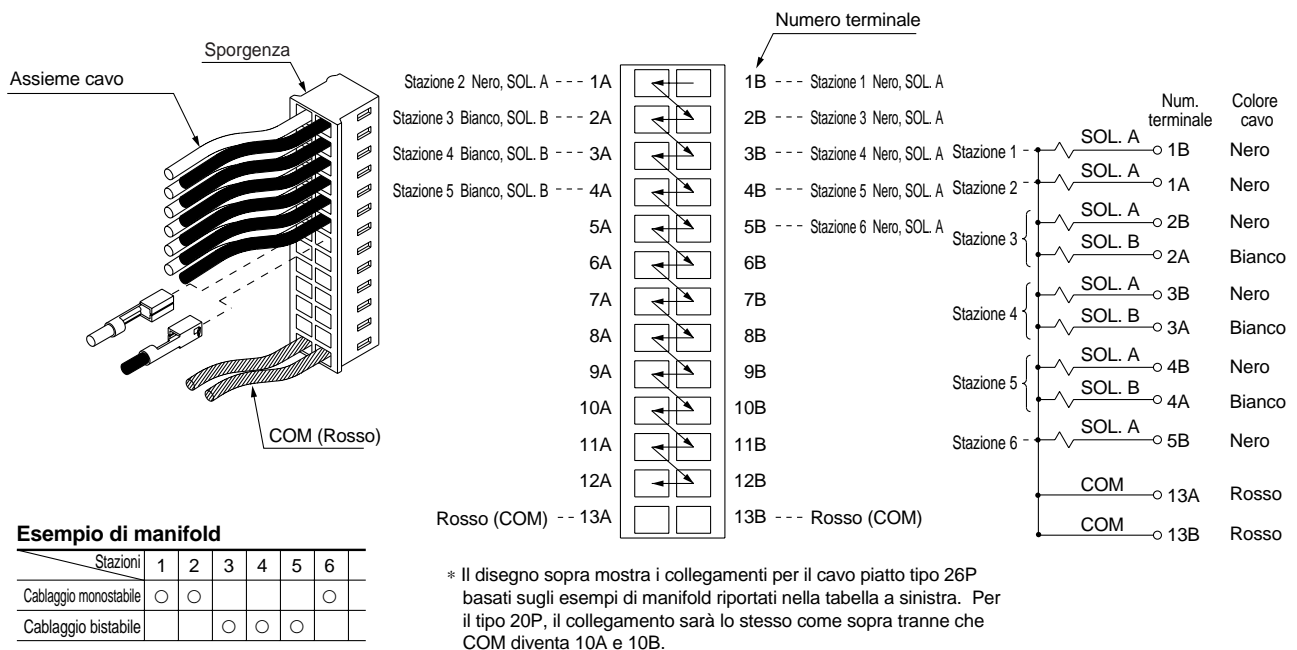 Numero terminale
Sporgenza
Assieme cavo
COM (Rosso)
Stazione 2 Nero, SOL. A --- 1A
1B --- Stazione 1 Nero, SOL. A
Stazione 3 Bianco, SOL. B --- 2A
2B --- Stazione 3 Nero, SOL. A
Stazione 4 Bianco, SOL. B --- 3A
3B --- Stazione 4 Nero, SOL. A
Stazione 5 Bianco, SOL. B --- 4A
4B --- Stazione 5 Nero, SOL. A
5A
5B --- Stazione 6 Nero, SOL. A
6A
6B
7A
7B
8A
8B
9A
9B
10A
10B
11A
11B
12A
12B
Rosso (COM) -- 13A
13B --- Rosso (COM)
Num.
terminale
Colore
cavo
Stazione 1 SOL. A 1B Nero
Stazione 2 SOL. A 1A Nero
Stazione 3 SOL. A 2B Nero
SOL. B 2A Bianco
Stazione 4 SOL. A 3B Nero
SOL. B 3A Bianco
Stazione 5 SOL. A 4B Nero
SOL. B 4A Bianco
Stazione 6 SOL. A 5B Nero
COM 13A Rosso
COM 13B Rosso
Esempio di manifold
Stazioni 1 2 3 4 5 6
Cablaggio monostabile ○ ○ ○
Cablaggio bistabile ○ ○ ○
* Il disegno sopra mostra i collegamenti per il cavo piatto tipo 26P
basati sugli esempi di manifold riportati nella tabella a sinistra. Per
il tipo 20P, il collegamento sarà lo stesso come sopra tranne che
COM diventa 10A e 10B.